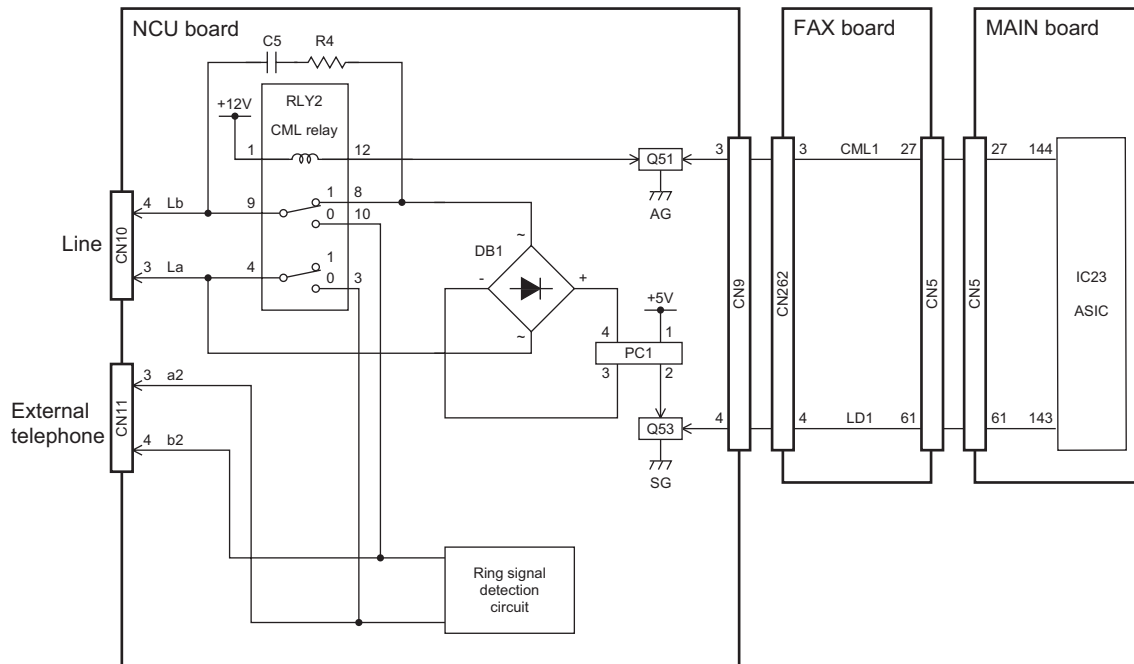 NCU board
FAX board
MAIN board
C5
R4
+12V
RLY2
CML relay
1
12
Q51
AG
3
3
CML1
27
27
144
Line
CN10
4
Lb
9
1
8
0
10
3
La
4
1
0
3
DB1
~
-
+
~
+5V
4
1
PC1
3
2
Q53
SG
CN9
CN262
CN5
CN5
IC23
ASIC
4
4
LD1
61
61
143
External
telephone
CN11
3
a2
4
b2
Ring signal
detection
circuit